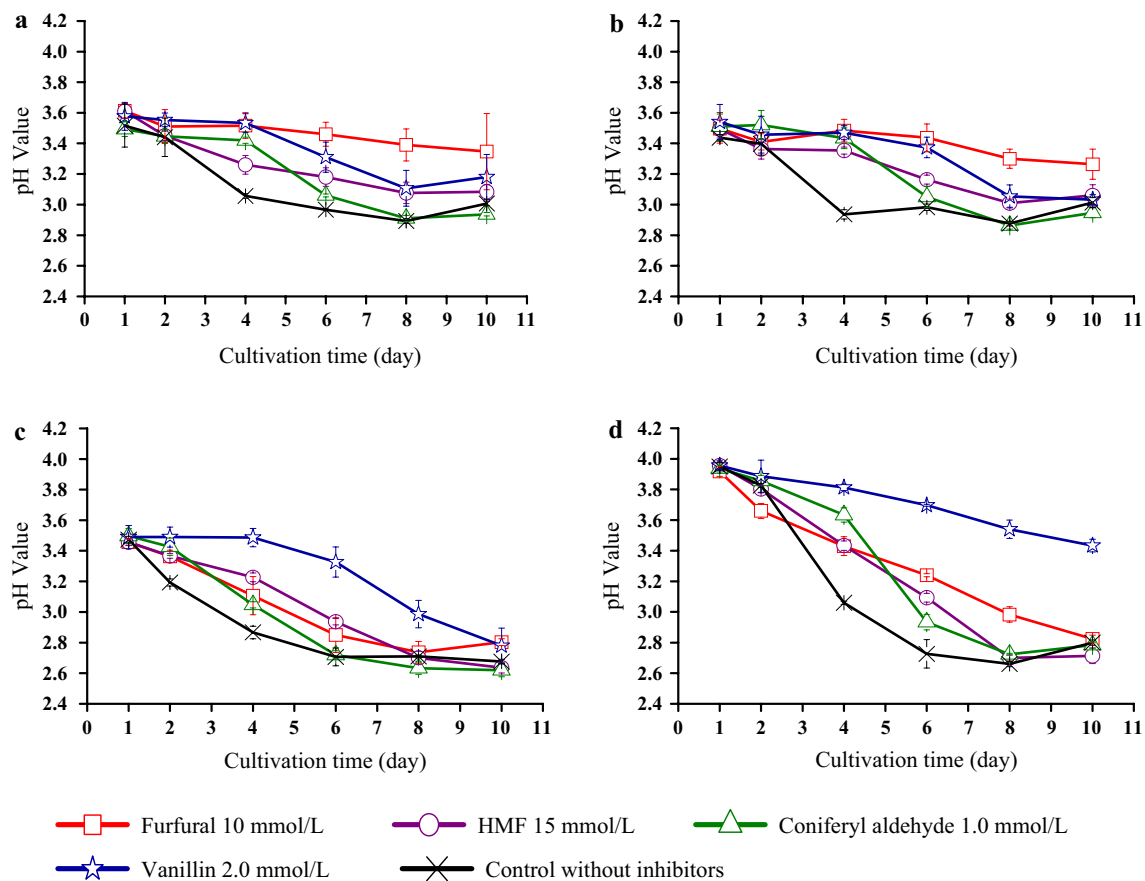 a
4.2
4.0
3.8
3.6
3.4
3.2
3.0
2.8
2.6
2.4
pH Value
0 1 2 3 4 5 6 7 8 9 10 11
Cultivation time (day)
b
4.2
4.0
3.8
3.6
3.4
3.2
3.0
2.8
2.6
2.4
pH Value
0 1 2 3 4 5 6 7 8 9 10 11
Cultivation time (day)
c
4.2
4.0
3.8
3.6
3.4
3.2
3.0
2.8
2.6
2.4
pH Value
0 1 2 3 4 5 6 7 8 9 10 11
Cultivation time (day)
d
4.2
4.0
3.8
3.6
3.4
3.2
3.0
2.8
2.6
2.4
pH Value
0 1 2 3 4 5 6 7 8 9 10 11
Cultivation time (day)
Furfural 10 mmol/L
HMF 15 mmol/L
Coniferyl aldehyde 1.0 mmol/L
Vanillin 2.0 mmol/L
Control without inhibitors